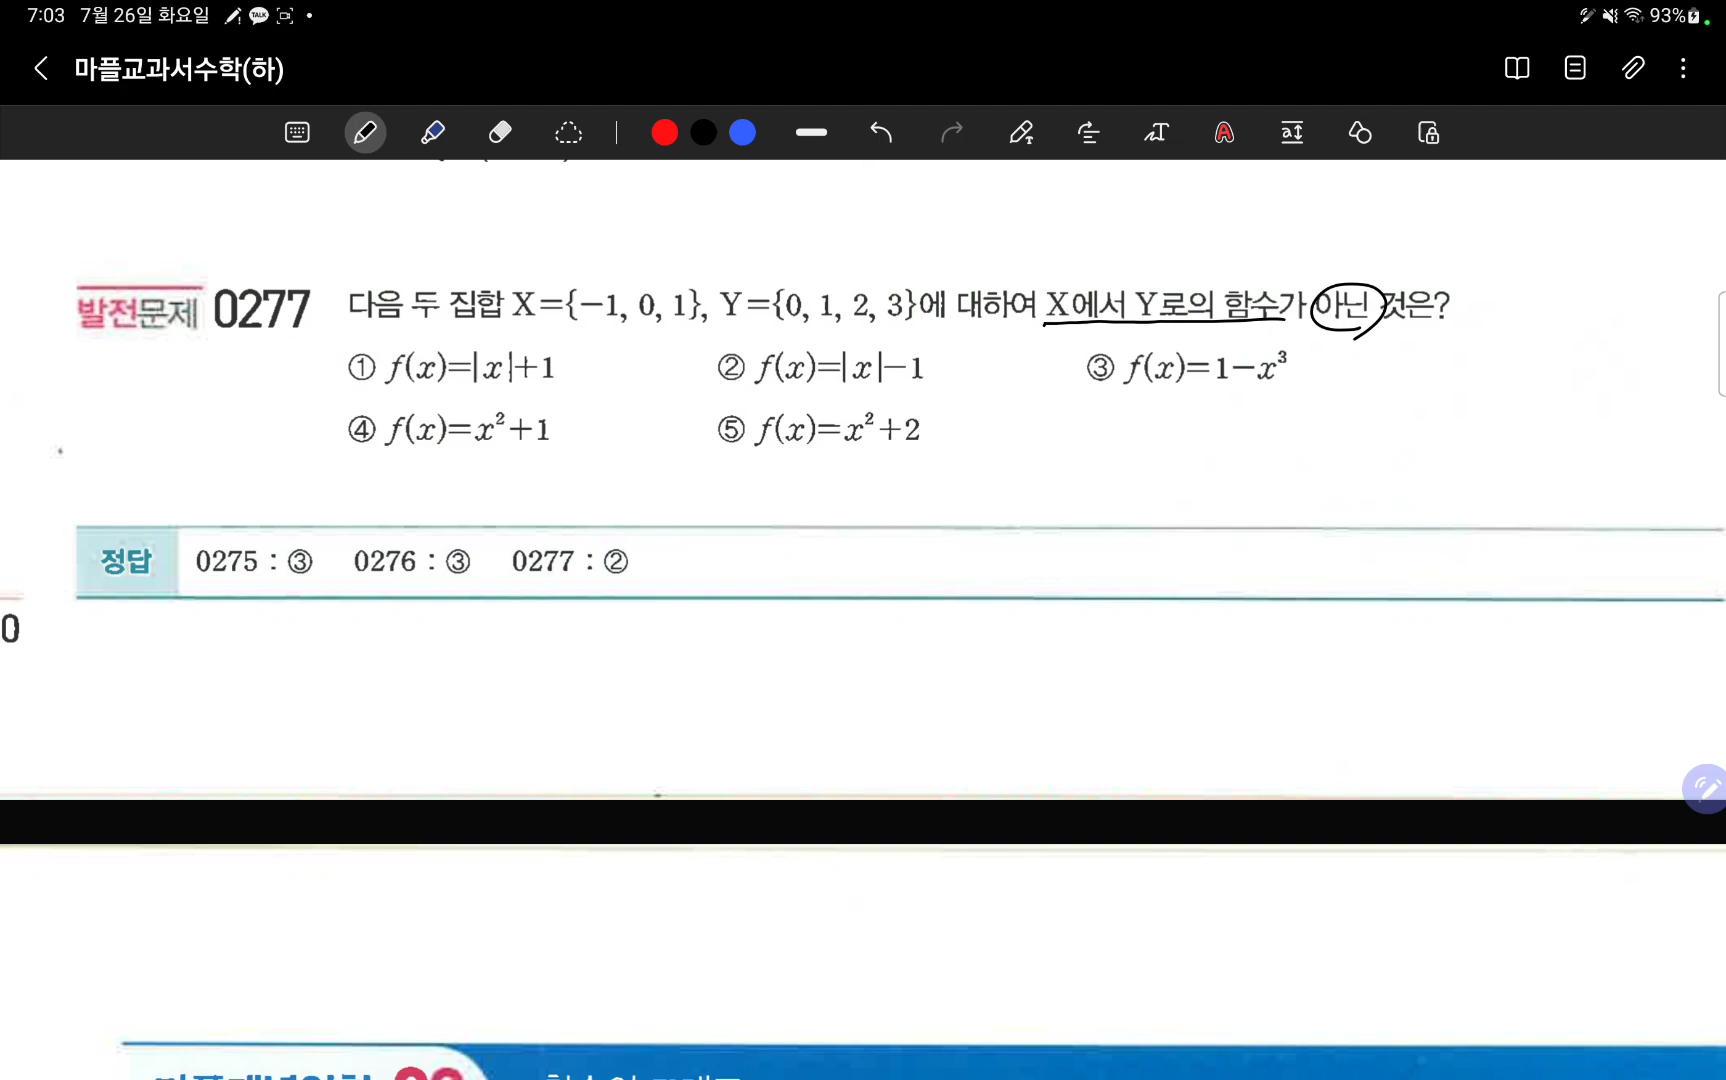 7:03 7월 26일 화요일 TALK 93%
마플교과서수학(하)
발전문제 0277 다음 두 집합 X={−1, 0, 1}, Y={0, 1, 2, 3}에 대하여 X에서 Y로의 함수가 아닌 것은?
① f(x)=|x|+1 ② f(x)=|x|−1 ③ f(x)=1−x³
④ f(x)=x²+1 ⑤ f(x)=x²+2
정답 0275 : ③ 0276 : ③ 0277 : ②
0